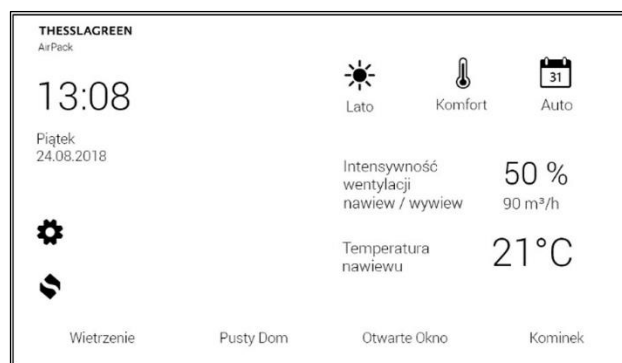 THESSLAGREEN
AirPack
13:08
Piątek
24.08.2018
31
Lato
Komfort
Auto
Intensywność
wentylacji
nawiew / wywiew
50 %
90 m³/h
Temperatura
nawiewu
21°C
Wietrzenie
Pusty Dom
Otwarte Okno
Kominek